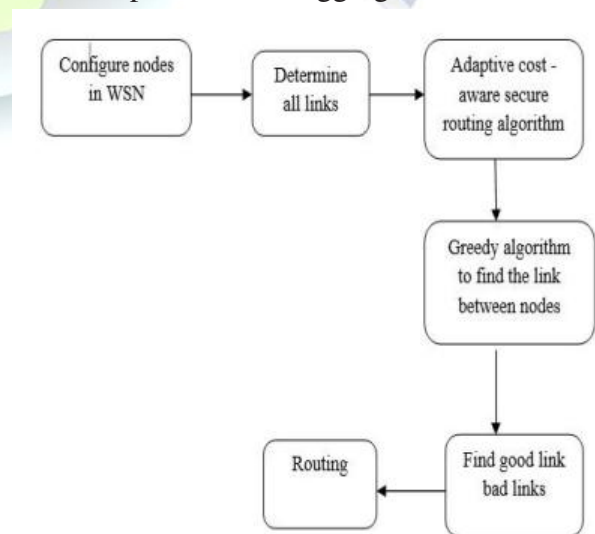 Configure nodes
in WSN
Determine
all links
Adaptive cost -
aware secure
routing algorithm
Greedy algorithm
to find the link
between nodes
Find good link
bad links
Routing